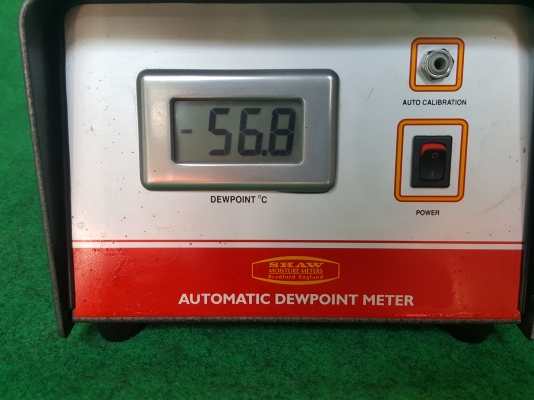 AUTO CALIBRATION
- 56.8
DEWPOINT °C
POWER
SHAW
MOISTURE METERS
Bradford England
AUTOMATIC DEWPOINT METER